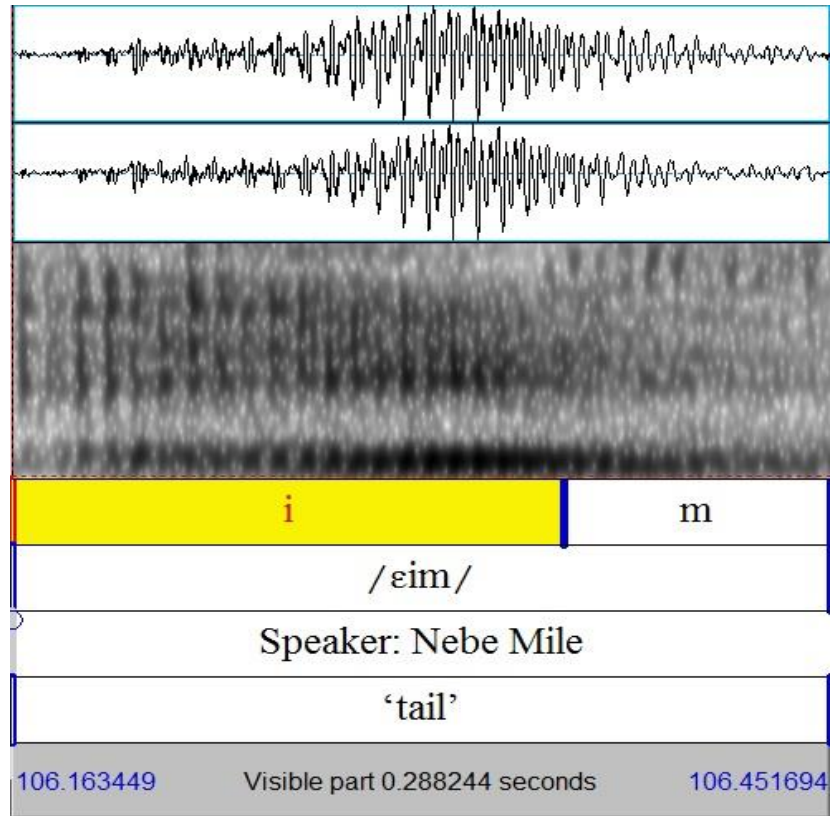 i m
/ɛim/
Speaker: Nebe Mile
‘tail’
106.163449 Visible part 0.288244 seconds 106.451694